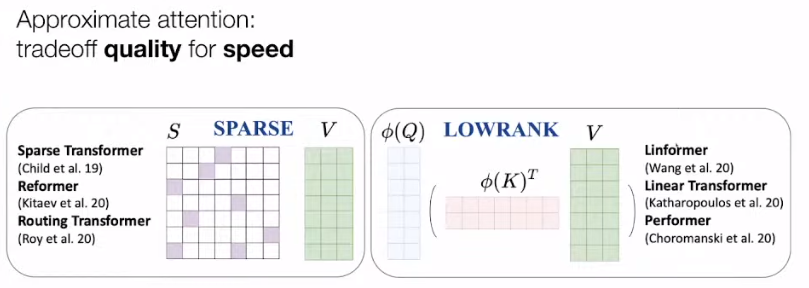 Approximate attention:
tradeoff quality for speed
S SPARSE V
Sparse Transformer
(Child et al. 19)
Reformer
(Kitaev et al. 20)
Routing Transformer
(Roy et al. 20)
ϕ(Q) LOWRANK V
ϕ(K)^T
Linformer
(Wang et al. 20)
Linear Transformer
(Katharopoulos et al. 20)
Performer
(Choromanski et al. 20)